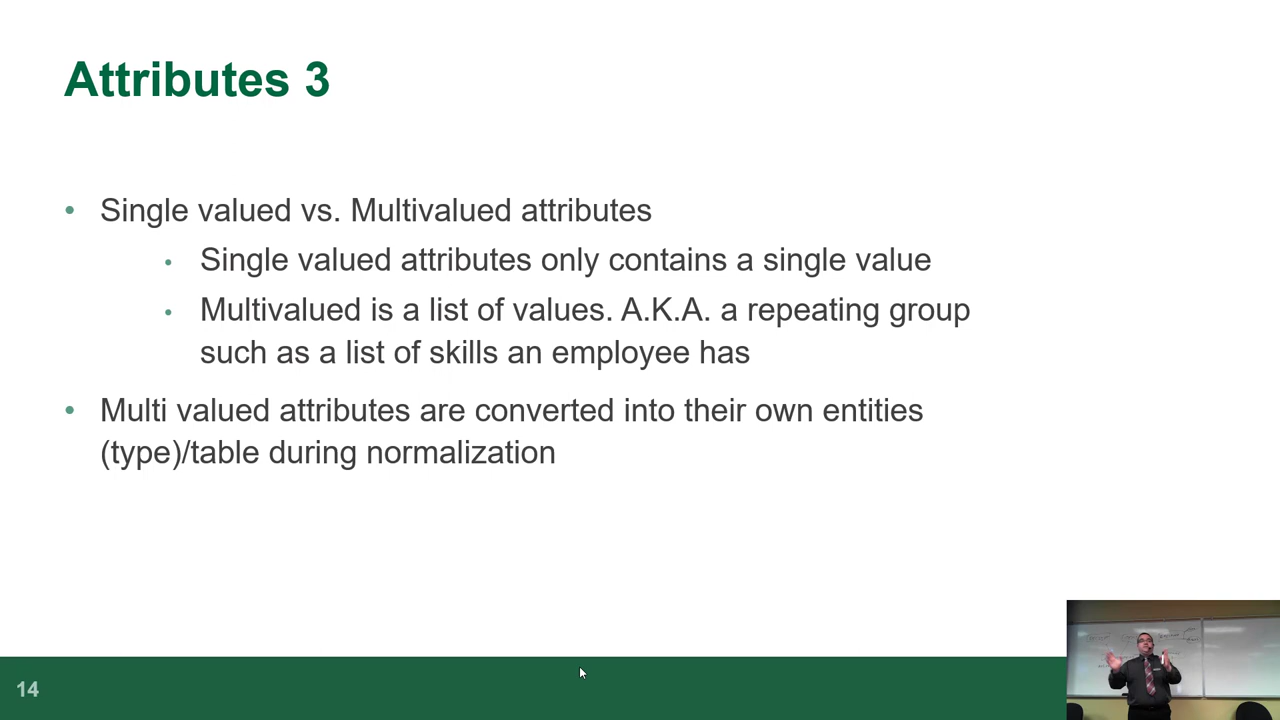 Attributes 3
• Single valued vs. Multivalued attributes
• Single valued attributes only contains a single value
• Multivalued is a list of values. A.K.A. a repeating group
such as a list of skills an employee has
• Multi valued attributes are converted into their own entities
(type)/table during normalization
14